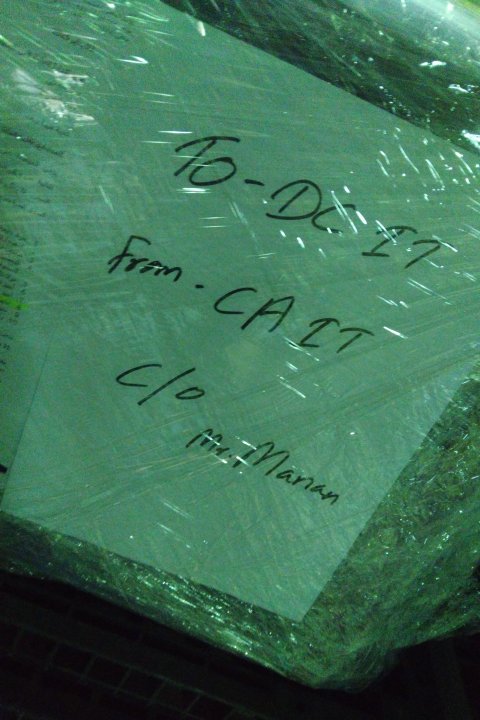 To - DC IT
From - CA IT
C/o
Mr. Manan